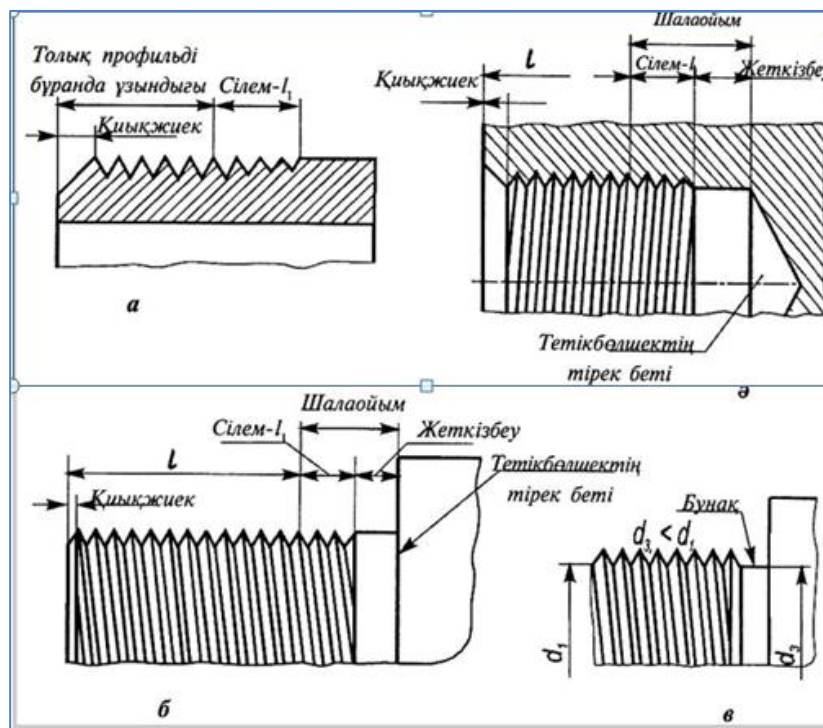 Толық профильді
бұранда ұзындығы
Сілем-l₁
Қиықжиек
а
Шалаойым
l
Сілем-l
Жеткізбеу
Қиықжиек
Тетікбөлшектің
тірек беті
ә
Шалаойым
Сілем-l₁
Жеткізбеу
l
Қиықжиек
Тетікбөлшектің
тірек беті
б
Бунақ
d₃ < d₁
d₁
d₃
в